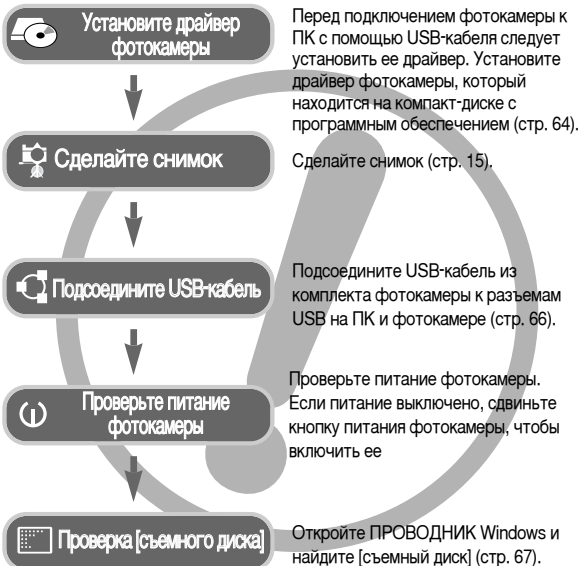 Установите драйвер
фотокамеры
Перед подключением фотокамеры к
ПК с помощью USB-кабеля следует
установить ее драйвер. Установите
драйвер фотокамеры, который
находится на компакт-диске с
программным обеспечением (стр. 64).
Сделайте снимок
Сделайте снимок (стр. 15).
Подсоедините USB-кабель
Подсоедините USB-кабель из
комплекта фотокамеры к разъемам
USB на ПК и фотокамере (стр. 66).
Проверьте питание
фотокамеры
Проверьте питание фотокамеры.
Если питание выключено, сдвиньте
кнопку питания фотокамеры, чтобы
включить ее
Проверка [съемного диска]
Откройте ПРОВОДНИК Windows и
найдите [съемный диск] (стр. 67).